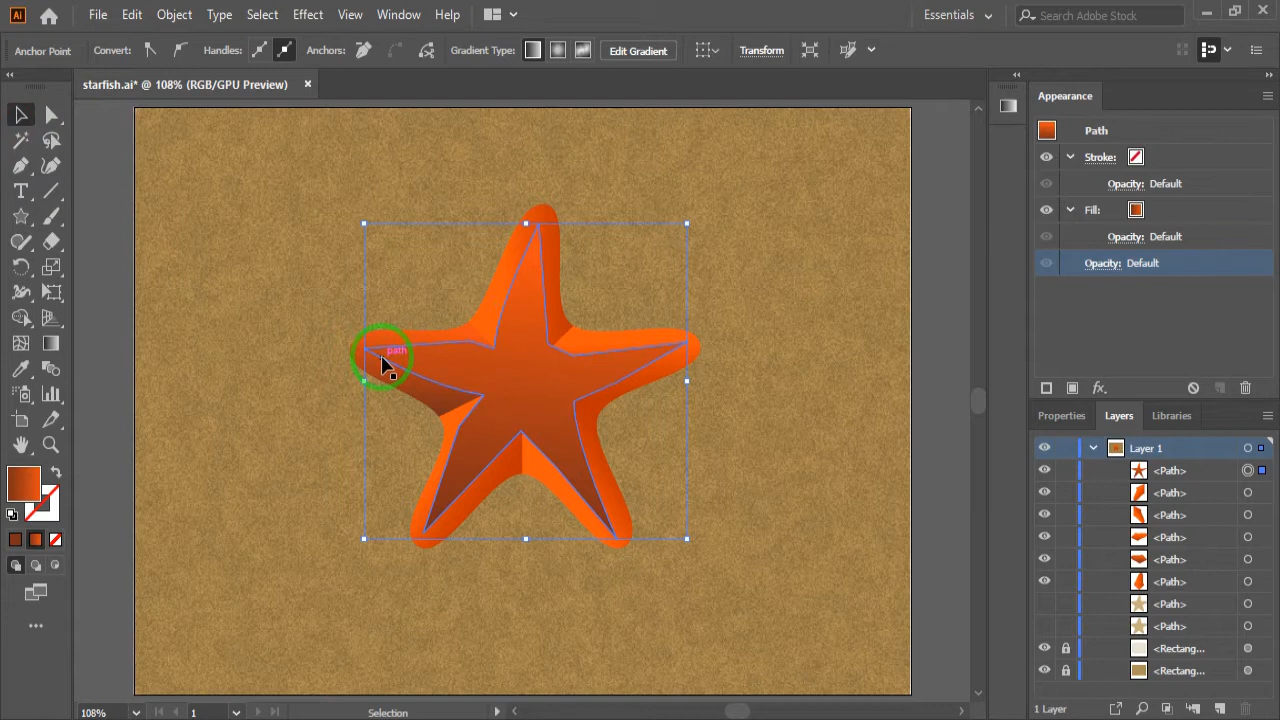 Ai File Edit Object Type Select Effect View Window Help Essentials Search Adobe Stock
Anchor Point Convert: Handles: Anchors: Gradient Type: Edit Gradient Transform
starfish.ai* @ 108% (RGB/GPU Preview)
Appearance
Path
Stroke:
Opacity: Default
Fill:
Opacity: Default
Opacity: Default
path
fx.
Properties Layers Libraries
Layer 1
<Path>
<Path>
<Path>
<Path>
<Path>
<Path>
<Path>
<Path>
<Rectang...
<Rectang...
1 Layer
108% 1 Selection